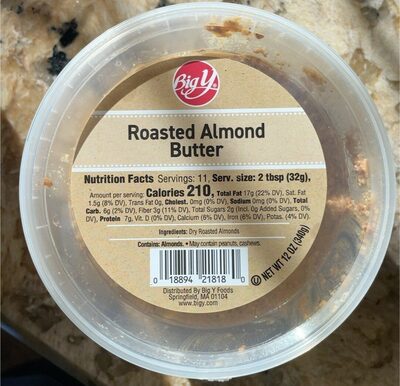 Big Y®
Roasted Almond
Butter
Nutrition Facts Servings: 11, Serv. size: 2 tbsp (32g),
Amount per serving: Calories 210, Total Fat 17g (22% DV), Sat. Fat
1.5g (8% DV), Trans Fat 0g, Cholest. 0mg (0% DV), Sodium 0mg (0% DV), Total
Carb. 6g (2% DV), Fiber 3g (11% DV), Total Sugars 2g (Incl. 0g Added Sugars, 0%
DV), Protein 7g, Vit. D (0% DV), Calcium (6% DV), Iron (6% DV), Potas. (4% DV).
Ingredients: Dry Roasted Almonds
Contains: Almonds. • May contain peanuts, cashews.
0 18894 21818 0
Distributed By Big Y Foods
Springfield, MA 01104
www.bigy.com
U NET WT 12 OZ (340g)